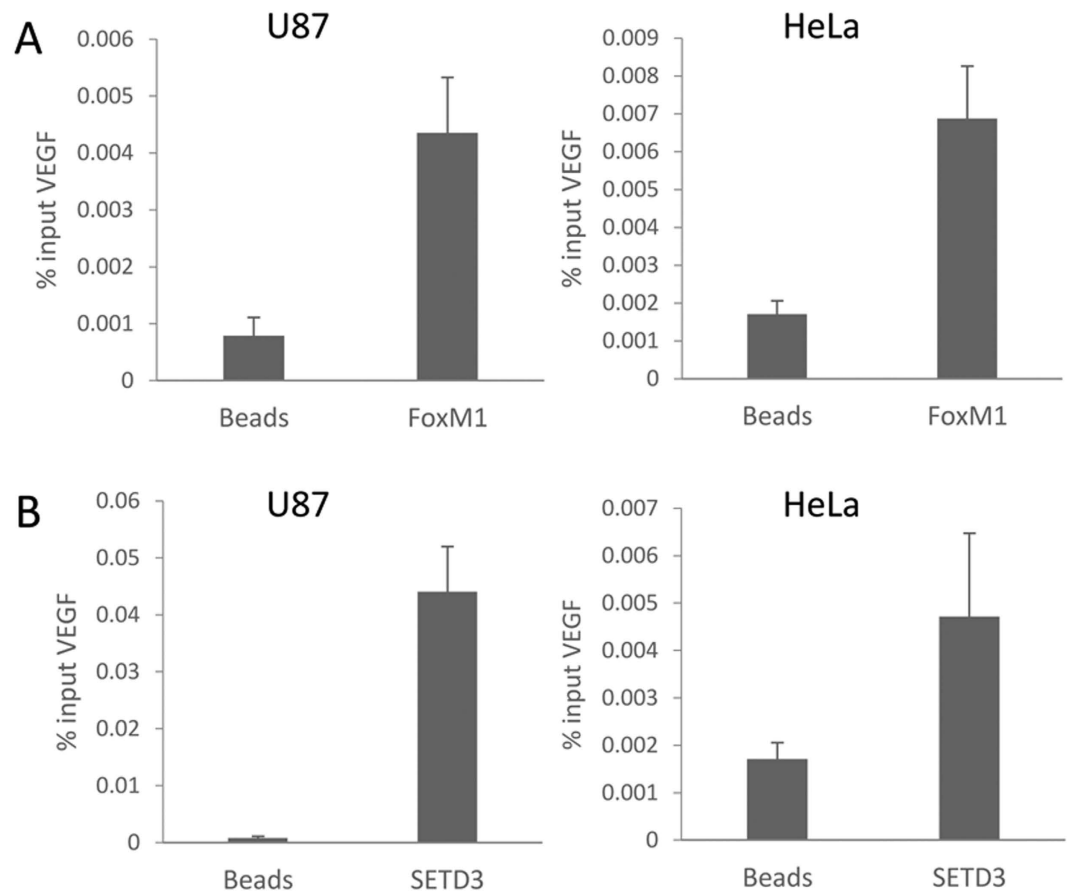 A
U87
% input VEGF
0.006
0.005
0.004
0.003
0.002
0.001
0
Beads FoxM1
HeLa
% input VEGF
0.009
0.008
0.007
0.006
0.005
0.004
0.003
0.002
0.001
0
Beads FoxM1
B
U87
% input VEGF
0.06
0.05
0.04
0.03
0.02
0.01
0
Beads SETD3
HeLa
% input VEGF
0.007
0.006
0.005
0.004
0.003
0.002
0.001
0
Beads SETD3